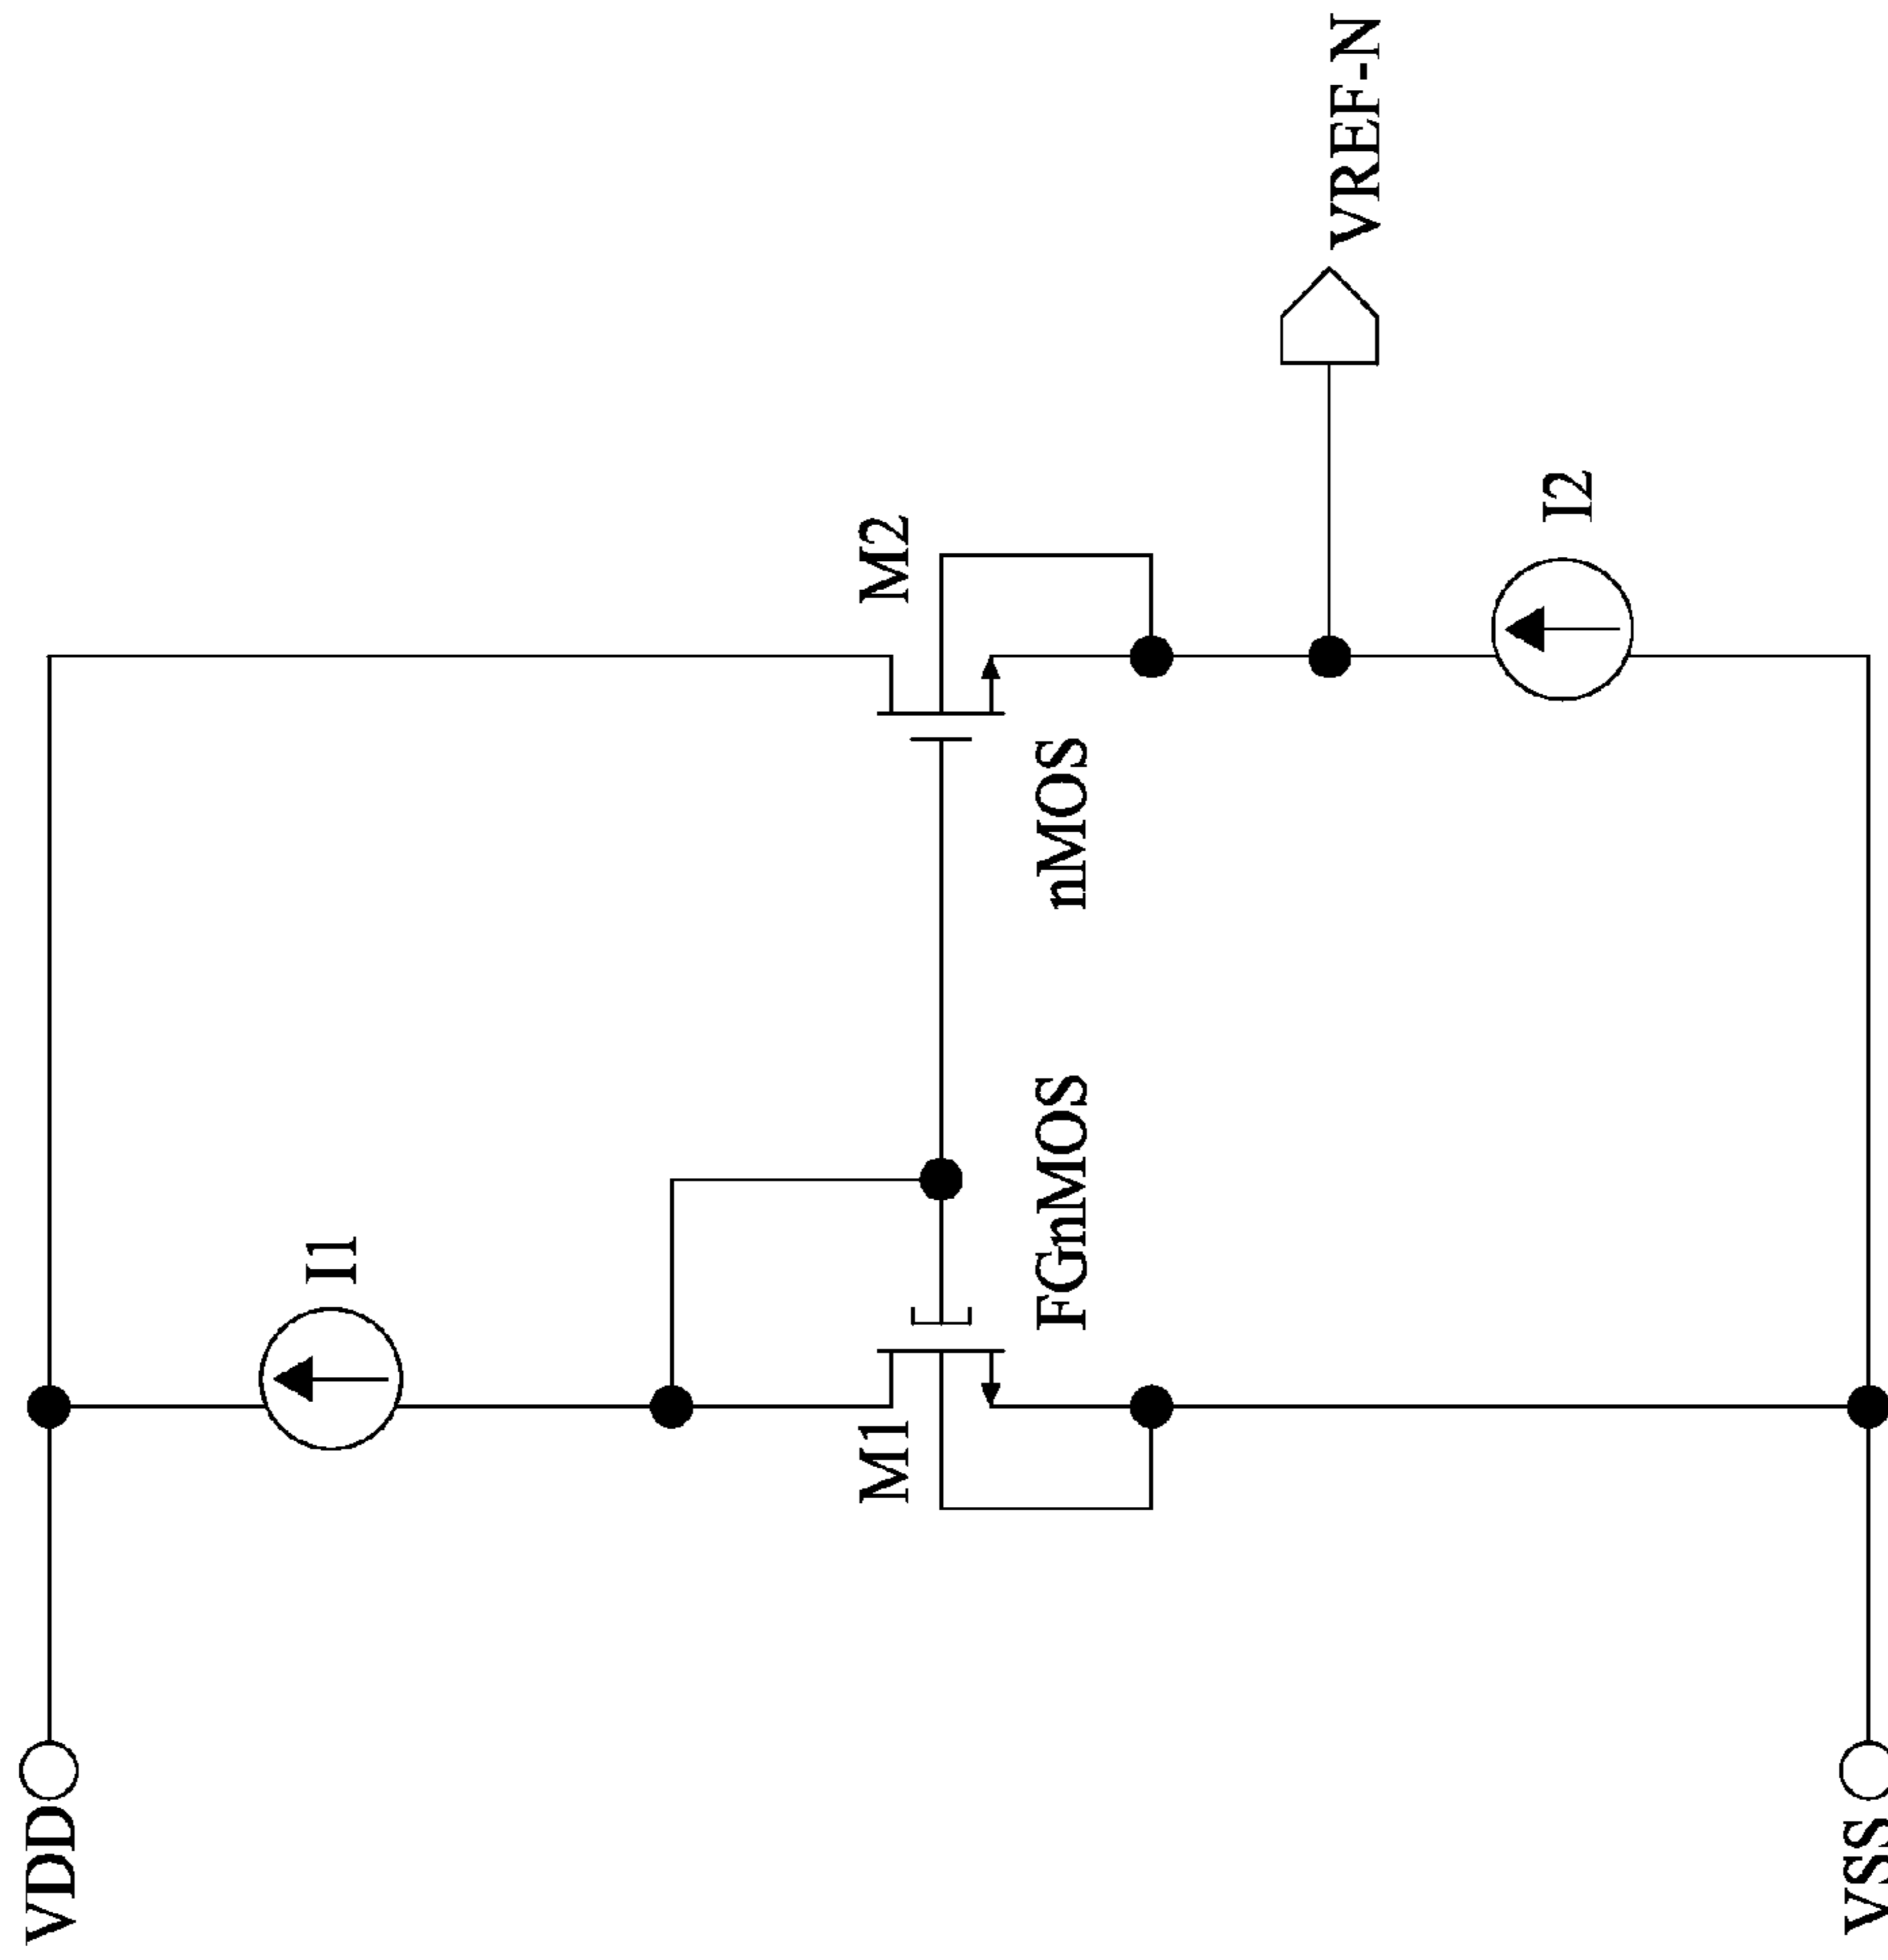 VDD
I1
M1
FGnMOS
M2
nMOS
VREF-N
I2
VSS